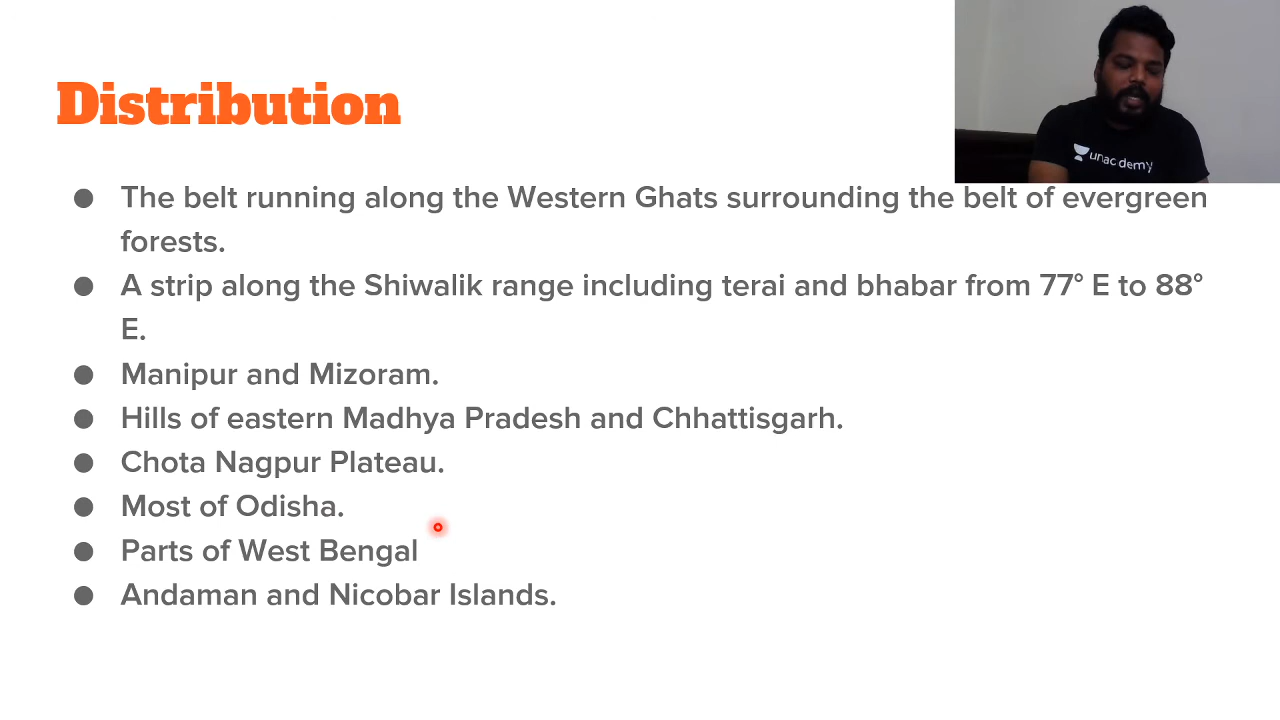 unacademy
Distribution
● The belt running along the Western Ghats surrounding the belt of evergreen
forests.
● A strip along the Shiwalik range including terai and bhabar from 77° E to 88°
E.
● Manipur and Mizoram.
● Hills of eastern Madhya Pradesh and Chhattisgarh.
● Chota Nagpur Plateau.
● Most of Odisha.
● Parts of West Bengal
● Andaman and Nicobar Islands.